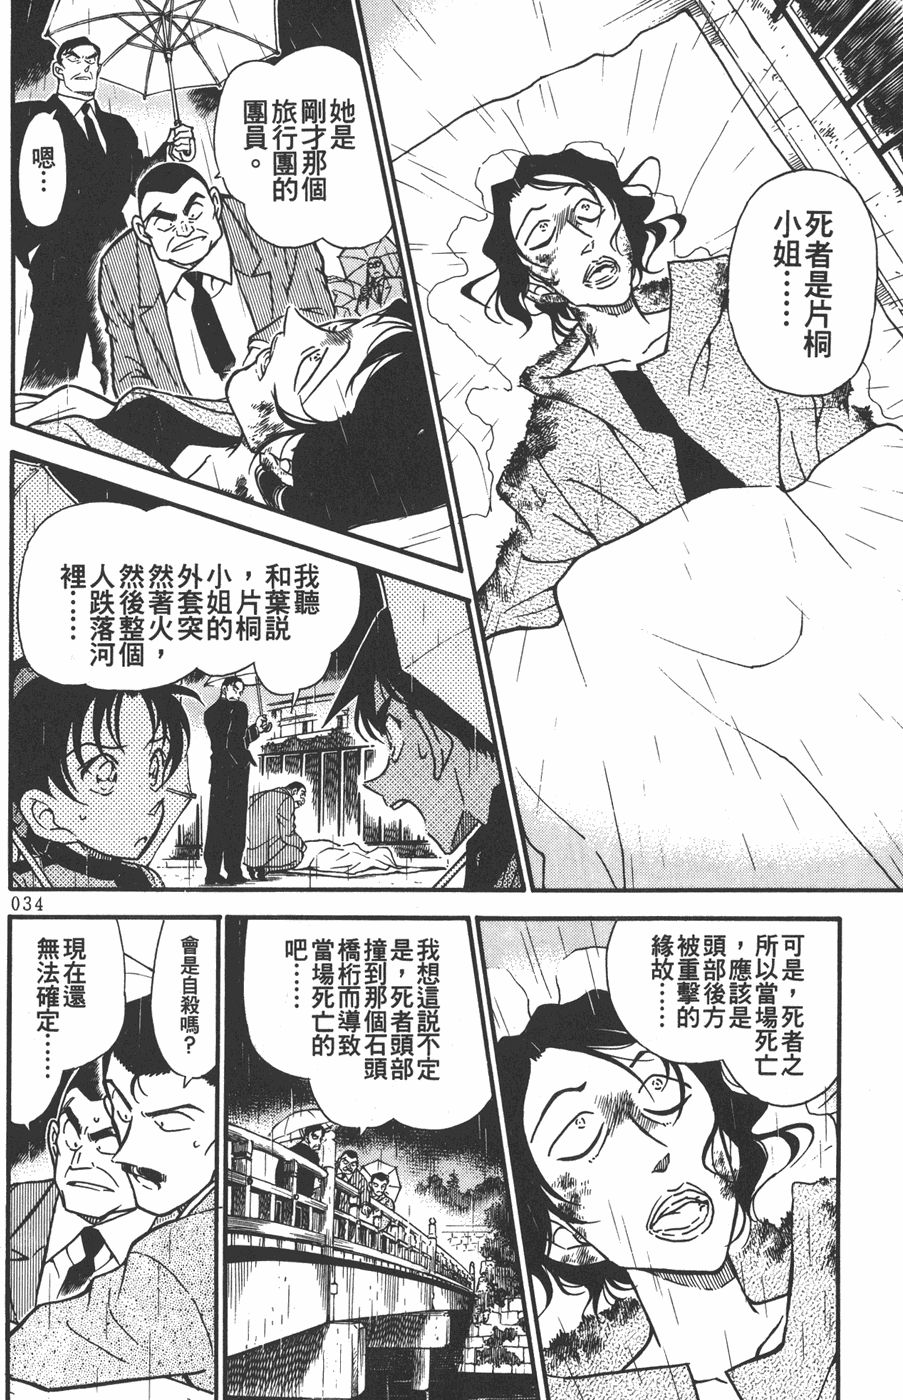 死者是片桐
小姐……
她是
剛才那個
旅行團的
團員。
嗯…
我聽
和葉說
，片桐
小姐的
外套突
然著火，
然後整個
人跌落河
裡……
034
可是，死者之
所以當場死亡
，應該是
頭部後方
被重擊的
緣故……
我想這說不定
是，死者頭部
撞到那個石頭
橋桁而導致
當場死亡的
吧……
會是自殺嗎？
現在還
無法確定……